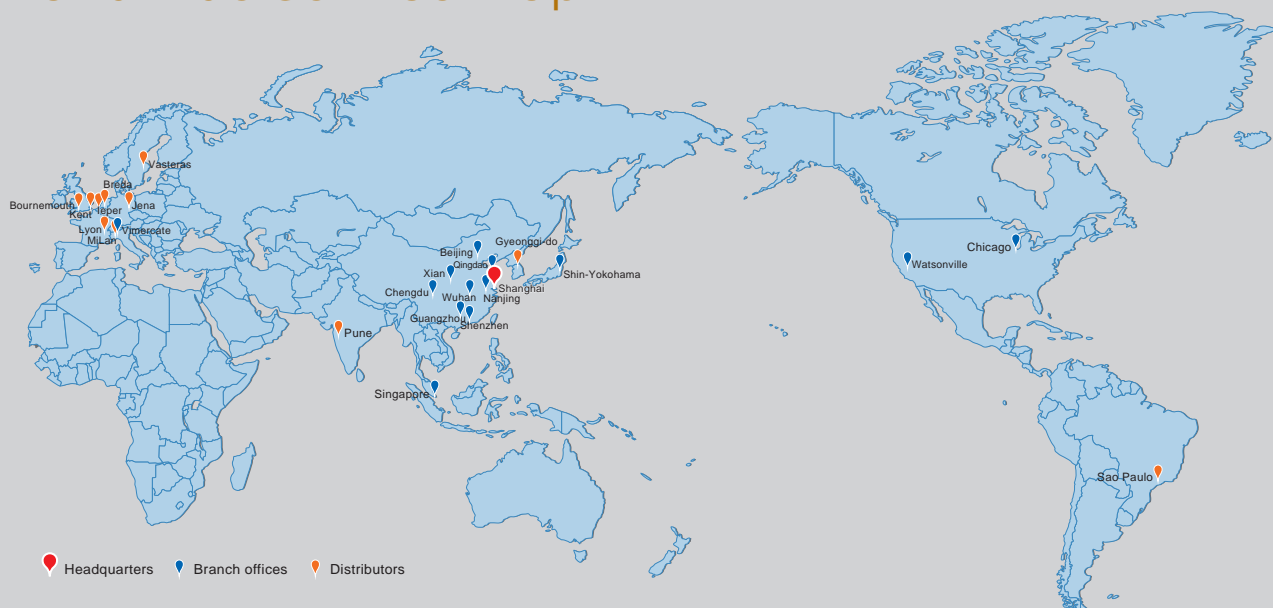 Vasteras
Breda
Bournemouth
Jena
Kent
Ieper
Lyon
Vimercate
MiLan
Gyeonggi-do
Beijing
Qingdao
Xian
Shin-Yokohama
Chengdu
Shanghai
Wuhan
Nanjing
Guangzhou
Shenzhen
Pune
Singappre
Chicago
Watsonville
Sao Paulo
Headquarters
Branch offices
Distributors